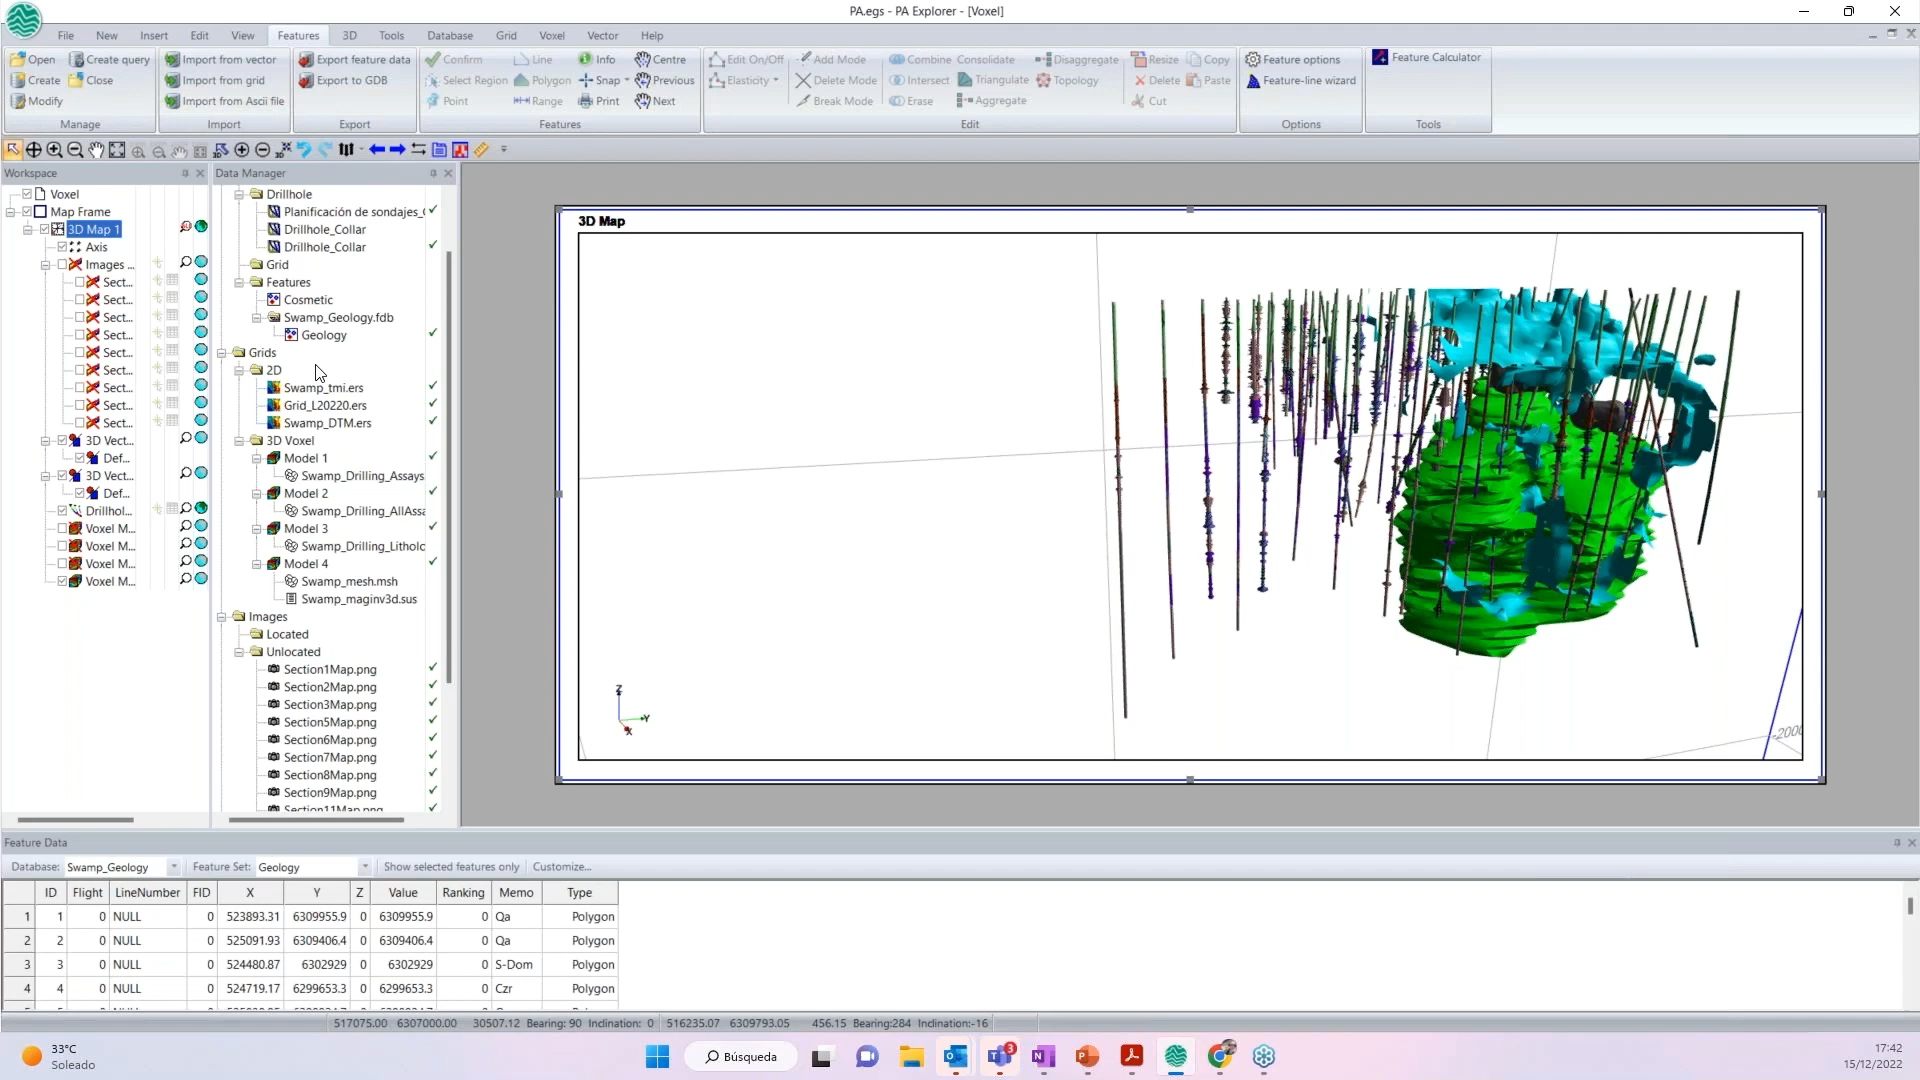 PA.egs - PA Explorer - [Voxel]
File New Insert Edit View Features 3D Tools Database Grid Voxel Vector Help
Open Create query Import from vector Export feature data Confirm Line Info Centre Edit On/Off Add Mode Combine Consolidate Disaggregate Resize Copy Feature options Feature Calculator
Create Close Import from grid Export to GDB Select Region Polygon Snap Previous Elasticity Delete Mode Intersect Triangulate Topology Delete Paste Feature-line wizard
Modify Import from Ascii file Point Range Print Next Break Mode Erase Aggregate Cut
Manage Import Export Features Edit Options Tools
Workspace
Voxel
Map Frame
3D Map 1
Axis
Images ...
Sect...
Sect...
Sect...
Sect...
Sect...
Sect...
Sect...
Sect...
Sect...
3D Vect...
Def...
3D Vect...
Def...
Drillhol...
Voxel M...
Voxel M...
Voxel M...
Voxel M...
Data Manager
Drillhole
Planificación de sondajes_
Drillhole_Collar
Drillhole_Collar
Grid
Features
Cosmetic
Swamp_Geology.fdb
Geology
Grids
2D
Swamp_tmi.ers
Grid_L20220.ers
Swamp_DTM.ers
3D Voxel
Model 1
Swamp_Drilling_Assays
Model 2
Swamp_Drilling_AllAssa
Model 3
Swamp_Drilling_Litholo
Model 4
Swamp_mesh.msh
Swamp_maginv3d.sus
Images
Located
Unlocated
Section1Map.png
Section2Map.png
Section3Map.png
Section5Map.png
Section6Map.png
Section7Map.png
Section8Map.png
Section9Map.png
Section11Map.png
3D Map
Z
Y
X
-2000
Feature Data
Database: Swamp_Geology Feature Set: Geology Show selected features only Customize...
ID Flight LineNumber FID X Y Z Value Ranking Memo Type
1 1 0 NULL 0 523893.31 6309955.9 0 6309955.9 0 Qa Polygon
2 2 0 NULL 0 525091.93 6309406.4 0 6309406.4 0 Qa Polygon
3 3 0 NULL 0 524480.87 6302929 0 6302929 0 S-Dom Polygon
4 4 0 NULL 0 524719.17 6299653.3 0 6299653.3 0 Czr Polygon
517075.00 6307000.00 30507.12 Bearing: 90 Inclination: 0 516235.07 6309793.05 456.15 Bearing:284 Inclination:-16
33°C
Soleado
Búsqueda
3
17:42
15/12/2022